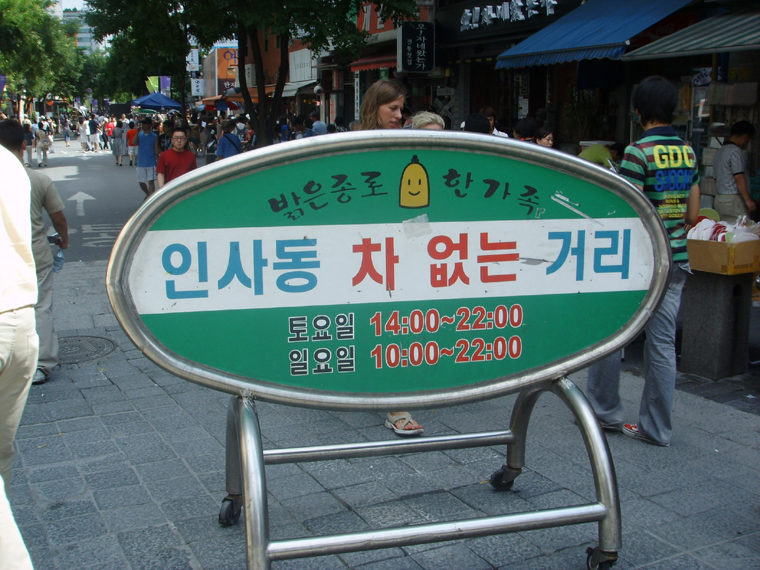 밝은종로 한가족
인사동 차 없는 거리
토요일 14:00~22:00
일요일 10:00~22:00
GDC